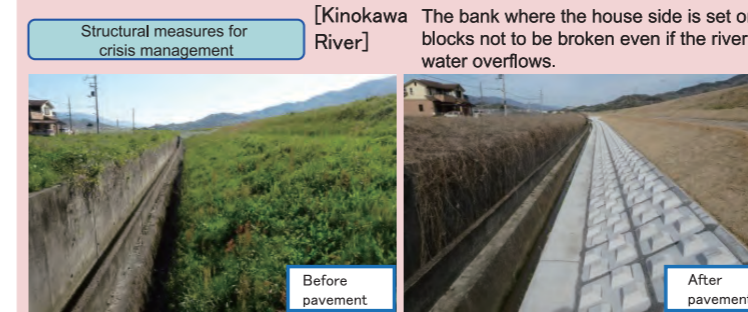 Structural measures for
crisis management
[Kinokawa
River]
The bank where the house side is set
blocks not to be broken even if the river
water overflows.
Before
pavement
After
pavement